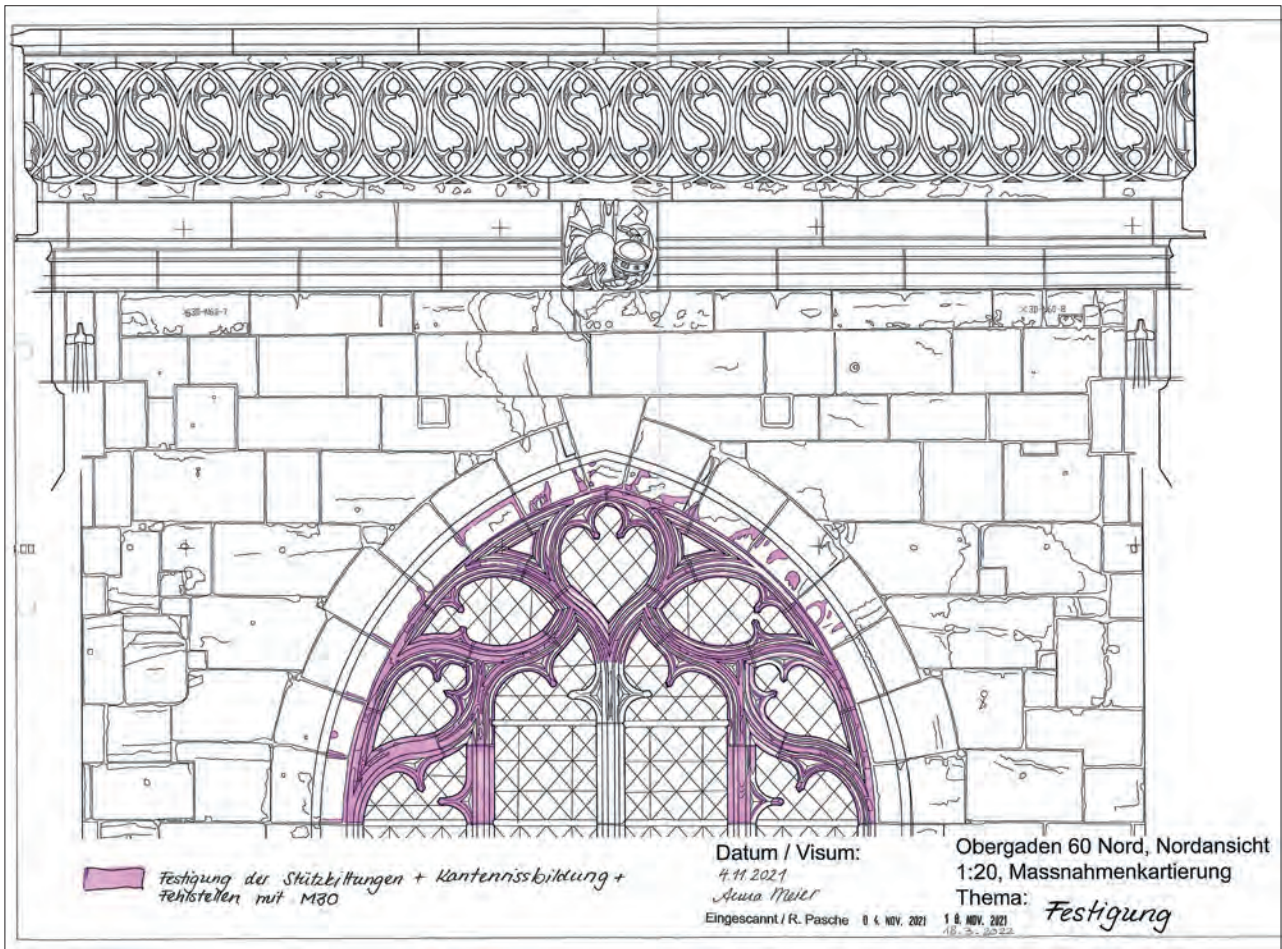 Festigung der Stützkittungen + Kantenrissbildung +
Fehlstellen mit M30
Datum / Visum:
4.11.2021
Anna Meier
Eingescannt / R. Pasche 0 4. NOV. 2021 1 8. NOV. 2021
18.3.2022
Obergaden 60 Nord, Nordansicht
1:20, Massnahmenkartierung
Thema: Festigung